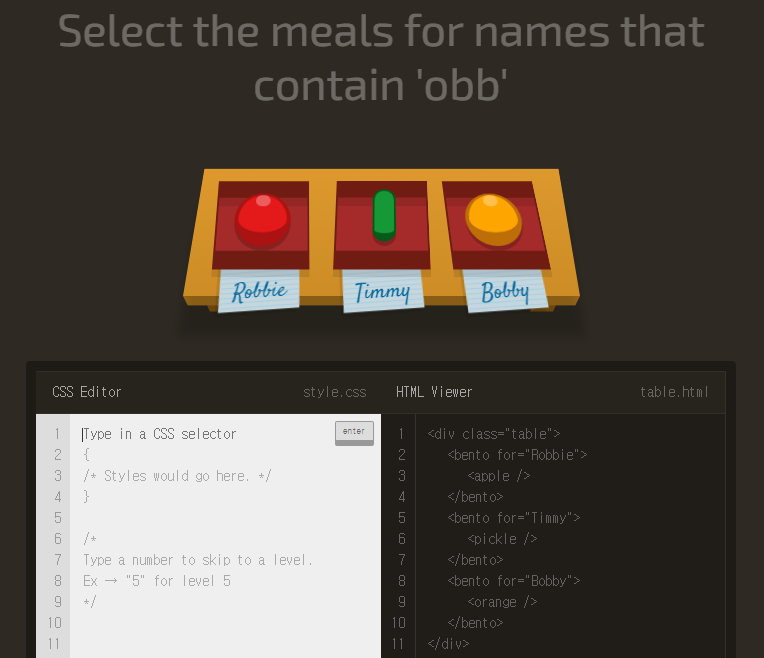 Select the meals for names that
contain 'obb'
Robbie
Timmy
Bobby
CSS Editor
style.css
HTML Viewer
table.html
1 Type in a CSS selector
enter
2 {
3 /* Styles would go here. */
4 }
5
6 /*
7 Type a number to skip to a level.
8 Ex → "5" for level 5
9 */
10
11
1 <div class="table">
2 <bento for="Robbie">
3 <apple />
4 </bento>
5 <bento for="Timmy">
6 <pickle />
7 </bento>
8 <bento for="Bobby">
9 <orange />
10 </bento>
11 </div>